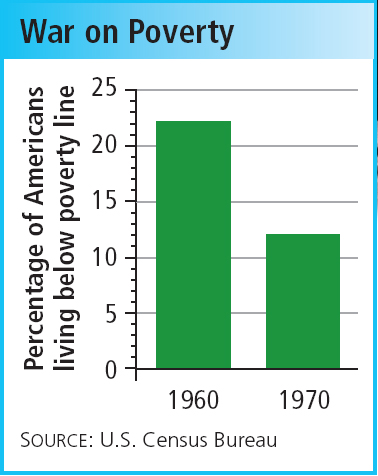 War on Poverty
Percentage of Americans
living below poverty line
25
20
15
10
5
0
1960 1970
SOURCE: U.S. Census Bureau